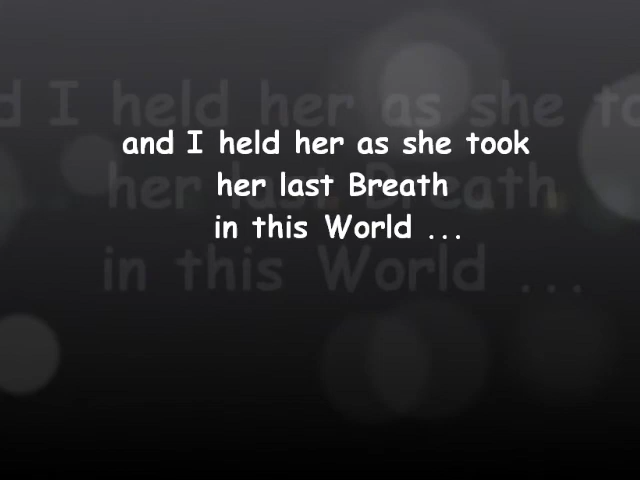 and I held her as she took
her last Breath
in this World ...